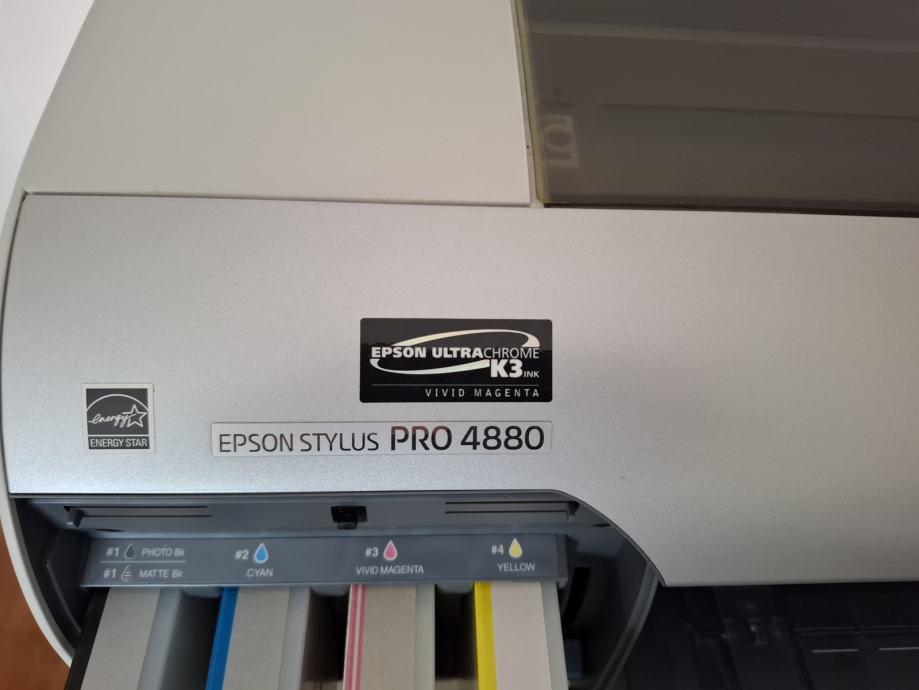 EPSON ULTRACHROME
K3 INK
VIVID MAGENTA
energy
ENERGY STAR
EPSON STYLUS PRO 4880
#1 PHOTO Bk
#1 MATTE Bk
#2
CYAN
#3
VIVID MAGENTA
#4
YELLOW